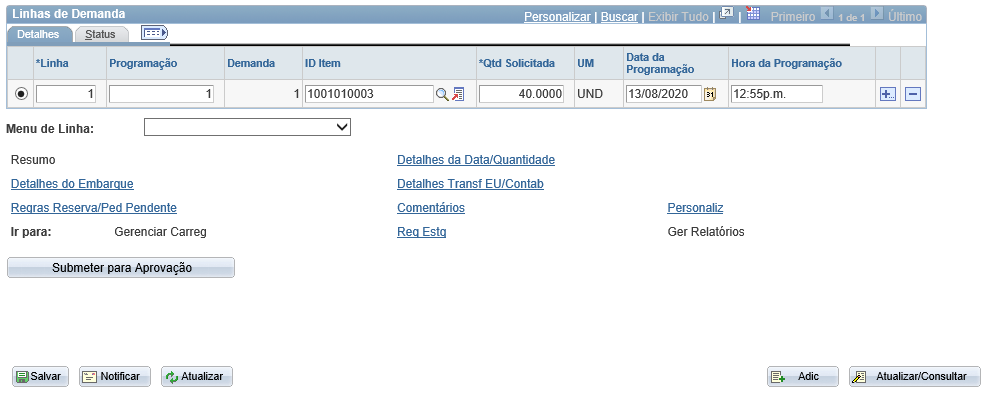 Linhas de Demanda
Personalizar | Buscar | Exibir Tudo | | Primeiro 1 de 1 Último
Detalhes Status
*Linha Programação Demanda ID Item *Qtd Solicitada UM Data da Programação Hora da Programação
1 1 1 1001010003 40.0000 UND 13/08/2020 31 12:55p.m.
Menu de Linha:
Resumo Detalhes da Data/Quantidade
Detalhes do Embarque Detalhes Transf EU/Contab
Regras Reserva/Ped Pendente Comentários Personaliz
Ir para: Gerenciar Carreg Req Estq Ger Relatórios
Submeter para Aprovação
Salvar Notificar Atualizar Adic Atualizar/Consultar